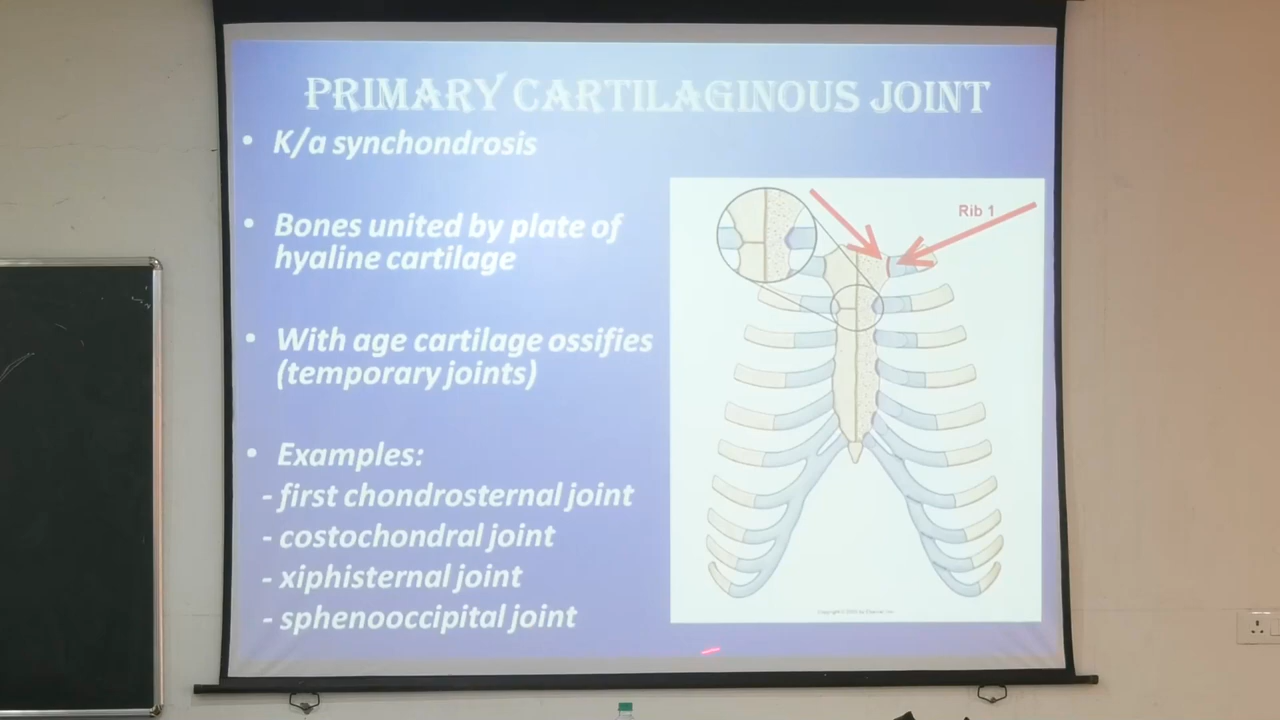 PRIMARY CARTILAGINOUS JOINT
• K/a synchondrosis
• Bones united by plate of
hyaline cartilage
• With age cartilage ossifies
(temporary joints)
• Examples:
- first chondrosternal joint
- costochondral joint
- xiphisternal joint
- sphenooccipital joint
Rib 1